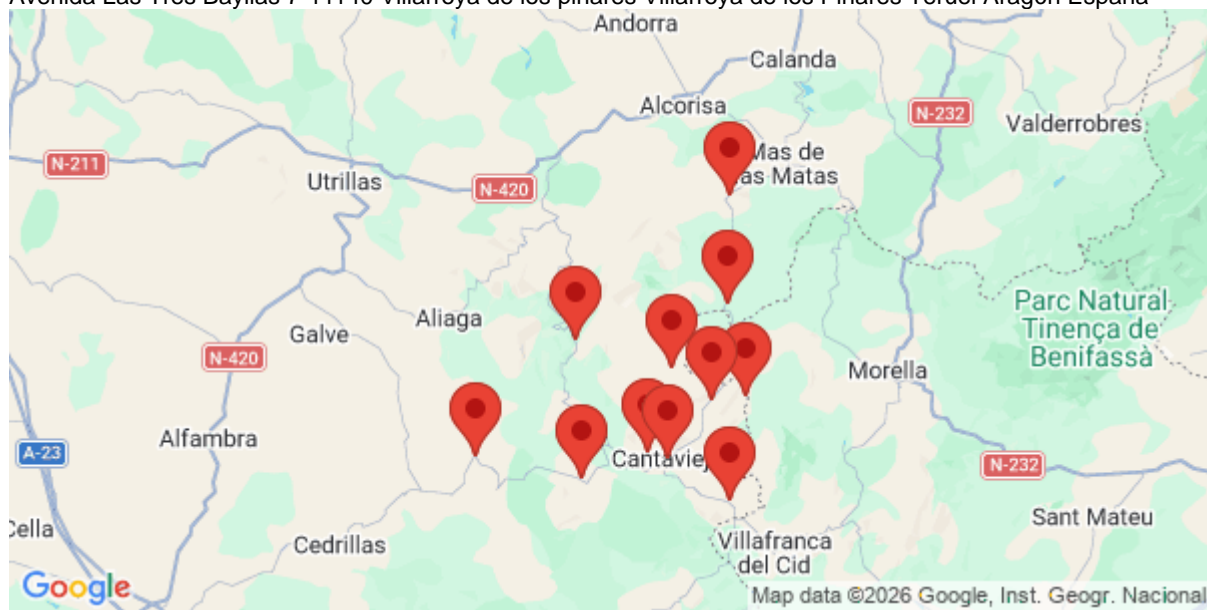 Avenida Las Tres Bayllas 7 44146 Villarroya de los pinares Villarroya de los Pinares Teruel Aragón España
Andorra
Calanda
Alcorisa
N-232
Valderrobres
N-211
Utrillas
N-420
Mas de
las Matas
Aliaga
Galve
N-420
Parc Natural
Tinença de
Benifassà
Morella
Alfambra
A-23
Cantaviej
N-232
Cella
Cedrillas
Sant Mateu
Villafranca
del Cid
Google
Map data ©2026 Google, Inst. Geogr. Nacional